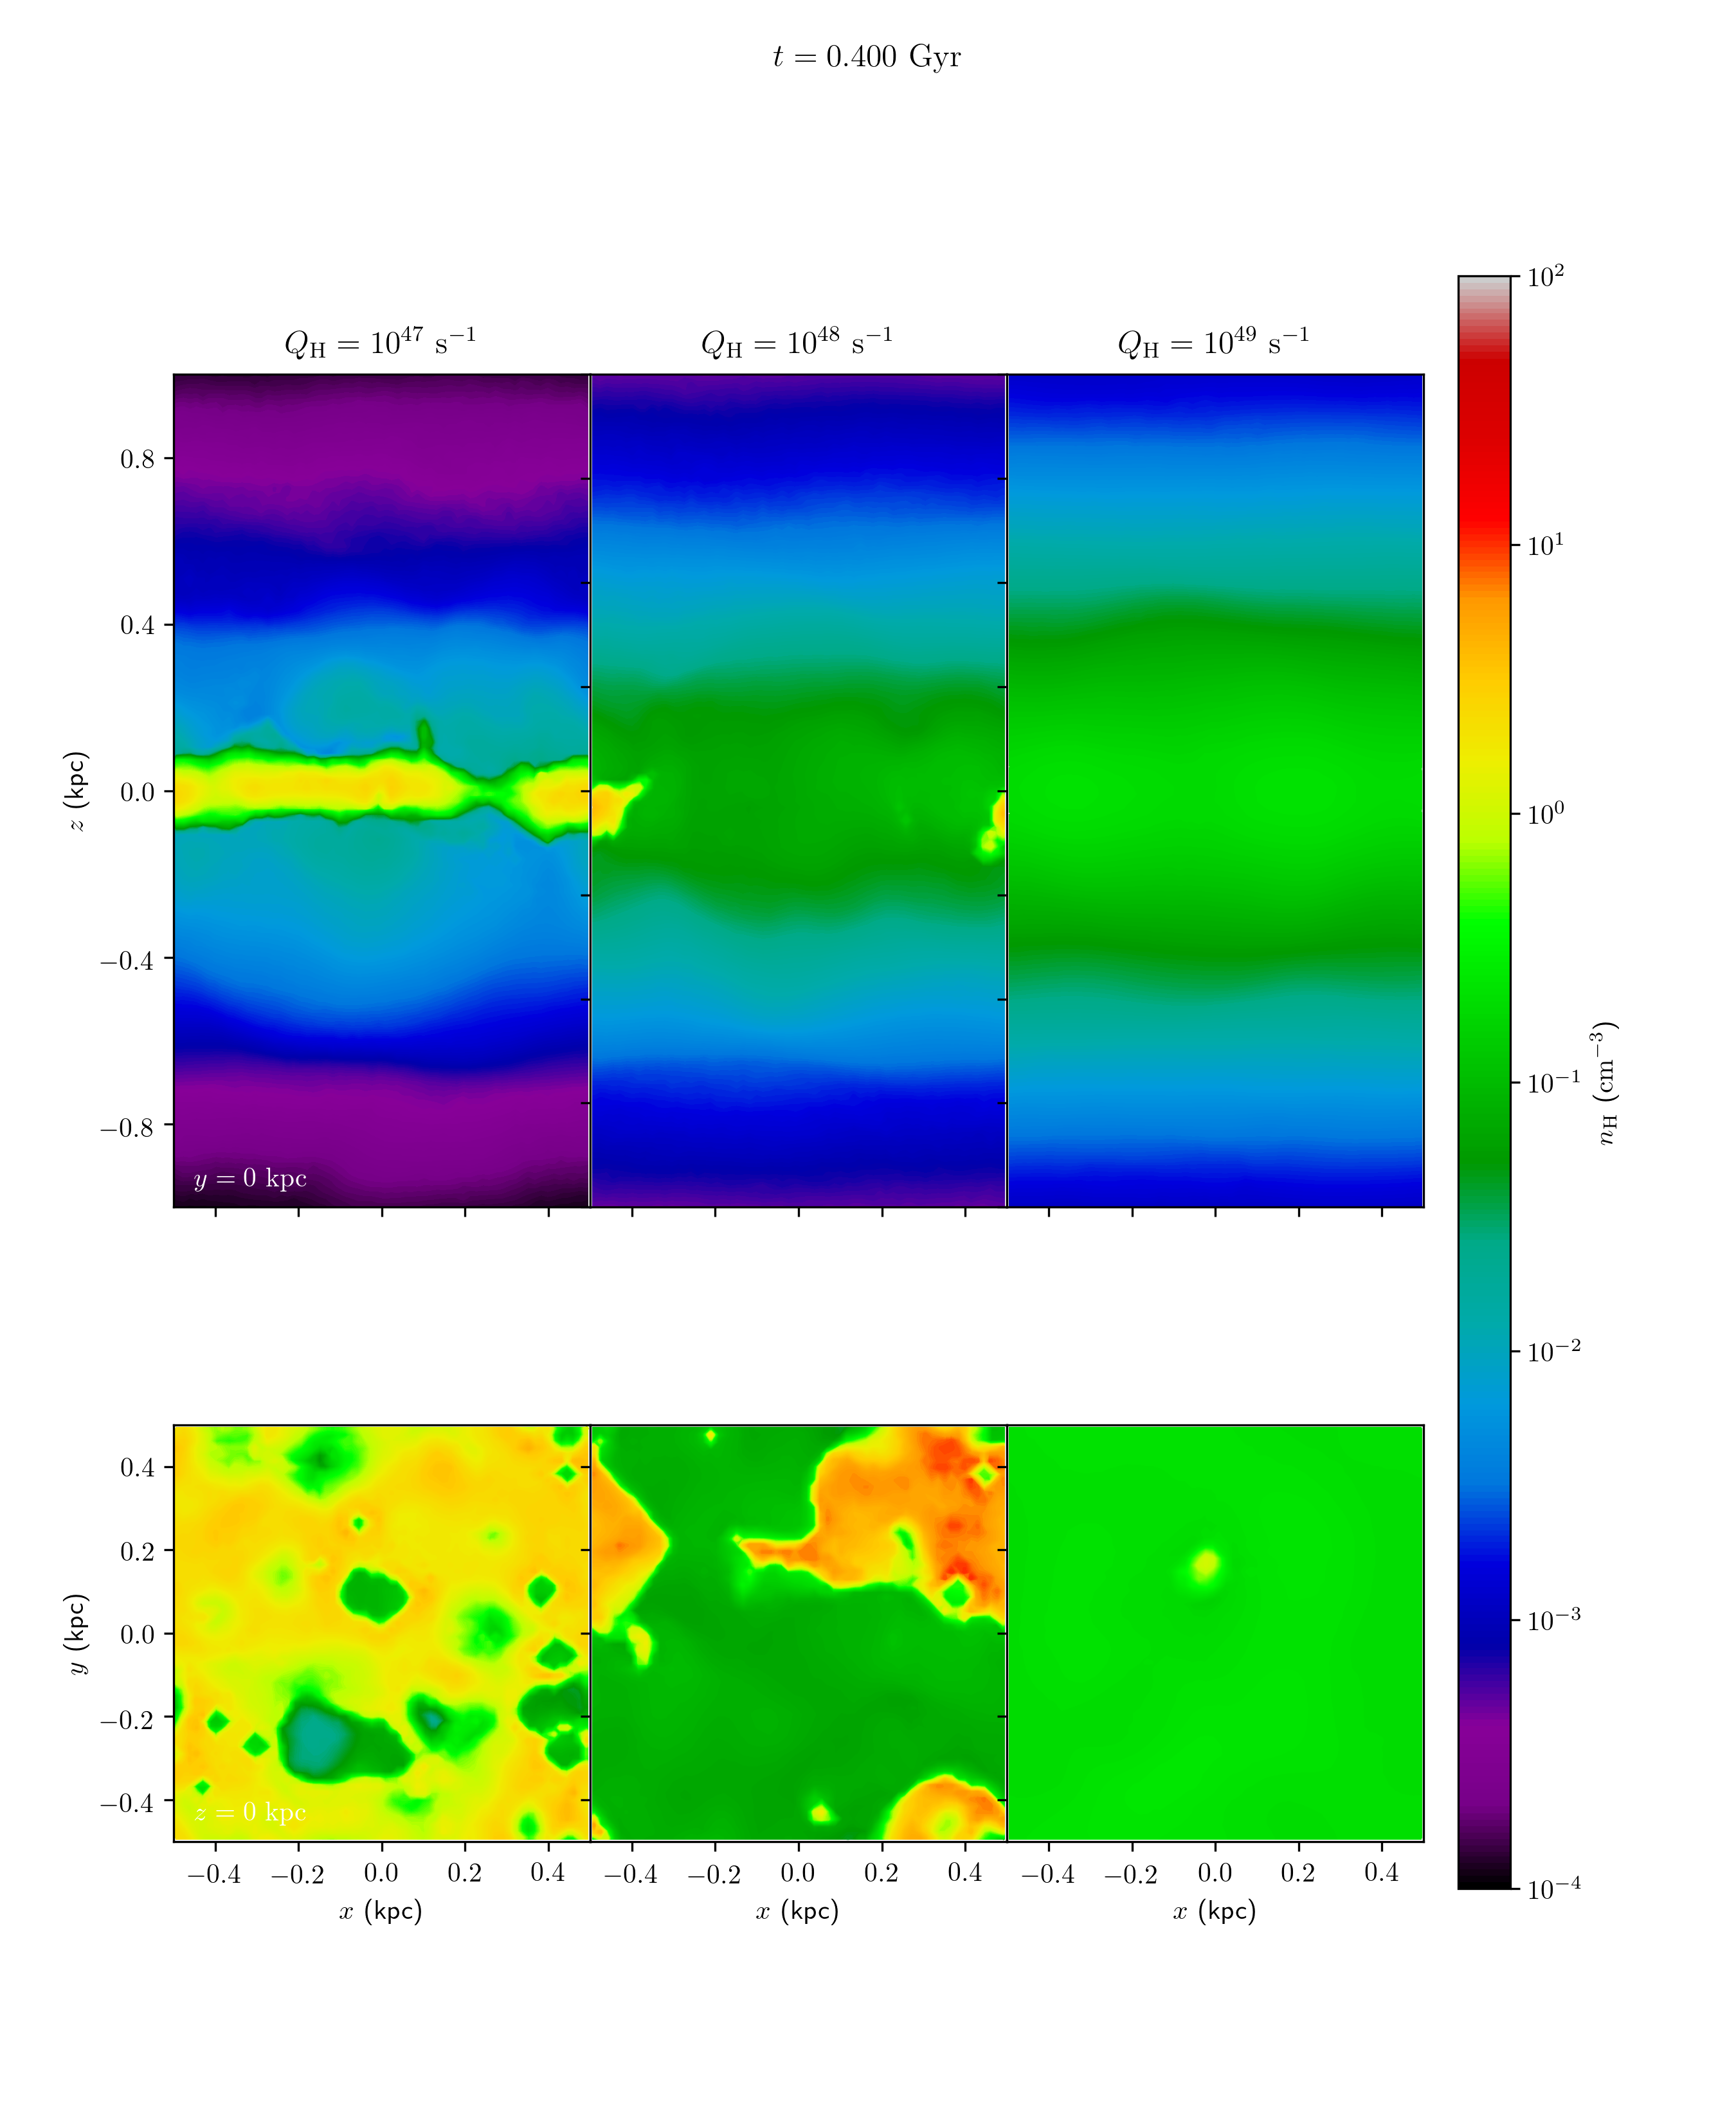 t = 0.400 Gyr
Q_H = 10^47 s^−1 Q_H = 10^48 s^−1 Q_H = 10^49 s^−1
0.8
0.4
0.0
−0.4
−0.8
z (kpc)
y = 0 kpc
0.4
0.2
0.0
−0.2
−0.4
y (kpc)
z = 0 kpc
−0.4 −0.2 0.0 0.2 0.4 −0.4 −0.2 0.0 0.2 0.4 −0.4 −0.2 0.0 0.2 0.4
x (kpc) x (kpc) x (kpc)
10^2
10^1
10^0
10^−1
10^−2
10^−3
10^−4
n_H (cm^−3)